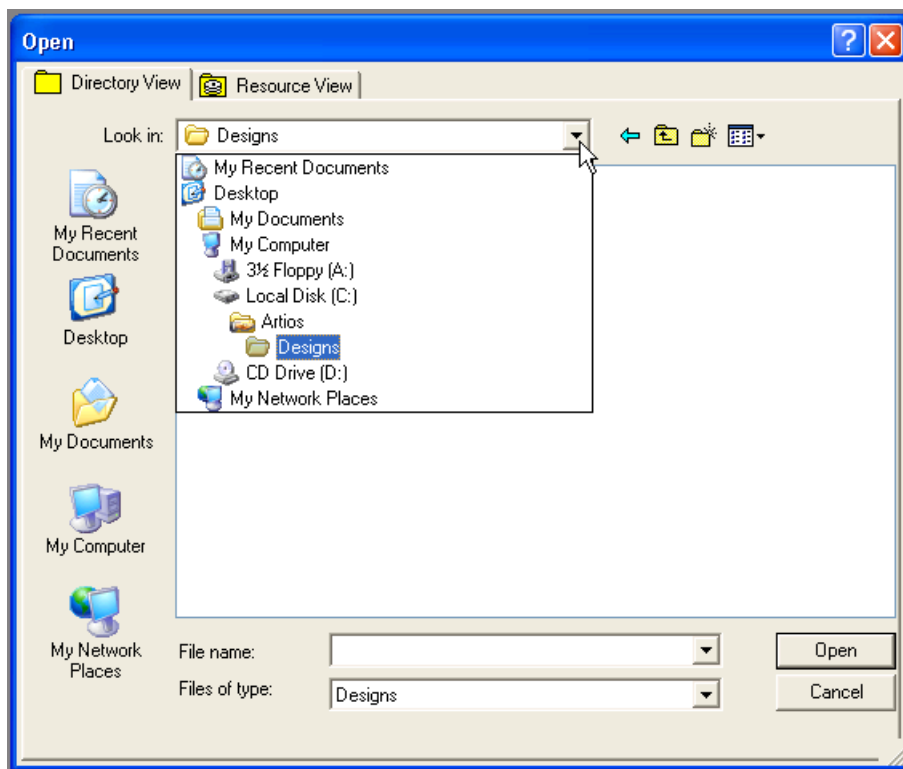 Open
Directory View
Resource View
Look in:
Designs
My Recent Documents
Desktop
My Documents
My Computer
3½ Floppy (A:)
Local Disk (C:)
Artios
Designs
CD Drive (D:)
My Network Places
My Recent
Documents
Desktop
My Documents
My Computer
My Network
Places
File name:
Open
Files of type:
Designs
Cancel